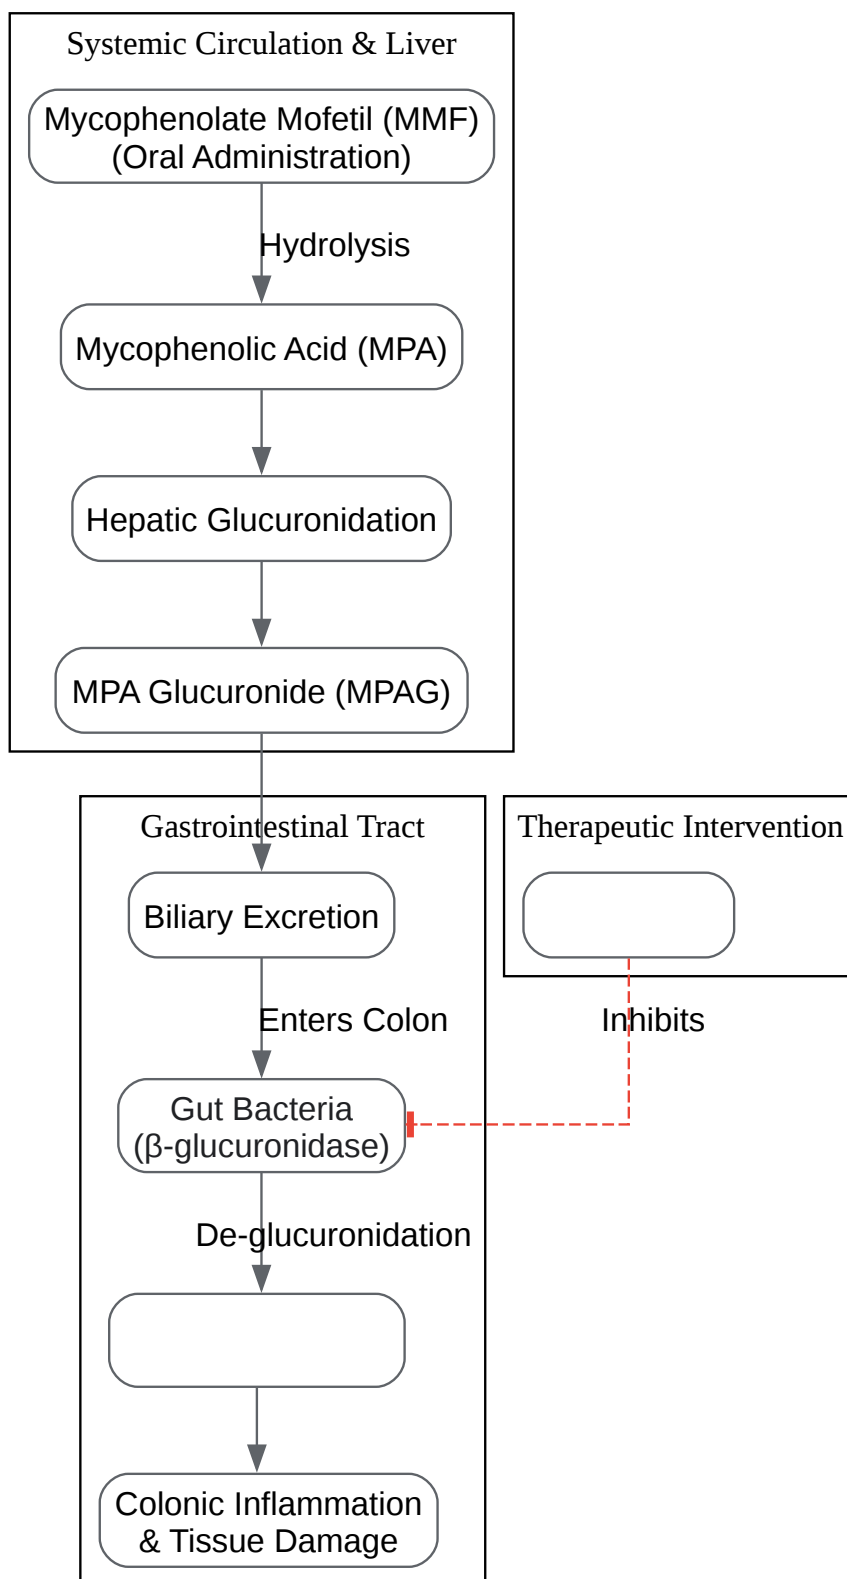 Systemic Circulation & Liver
Mycophenolate Mofetil (MMF)
(Oral Administration)
Hydrolysis
Mycophenolic Acid (MPA)
Hepatic Glucuronidation
MPA Glucuronide (MPAG)
Gastrointestinal Tract
Biliary Excretion
Enters Colon
Gut Bacteria
(β-glucuronidase)
De-glucuronidation
Colonic Inflammation
& Tissue Damage
Therapeutic Intervention
Inhibits